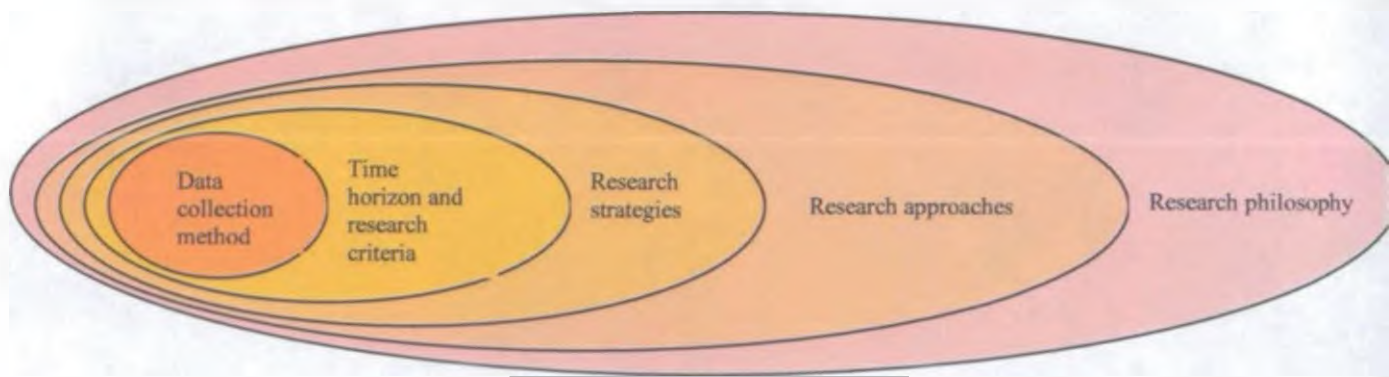 Data
collection
method
Time
horizon and
research
criteria
Research
strategies
Research approaches
Research philosophy